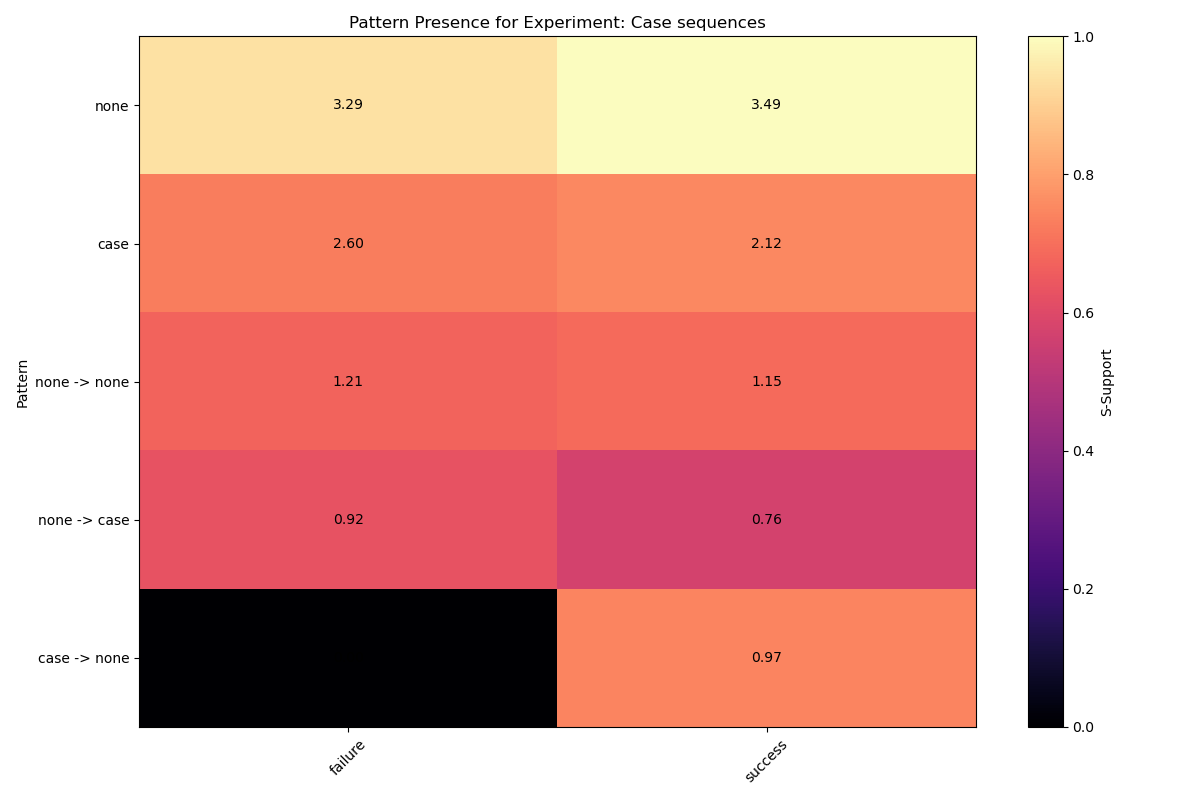 Pattern Presence for Experiment: Case sequences
Pattern
none
3.29
3.49
case
2.60
2.12
none -> none
1.21
1.15
none -> case
0.92
0.76
case -> none
0.97
failure
success
1.0
0.8
0.6
0.4
0.2
0.0
S-Support